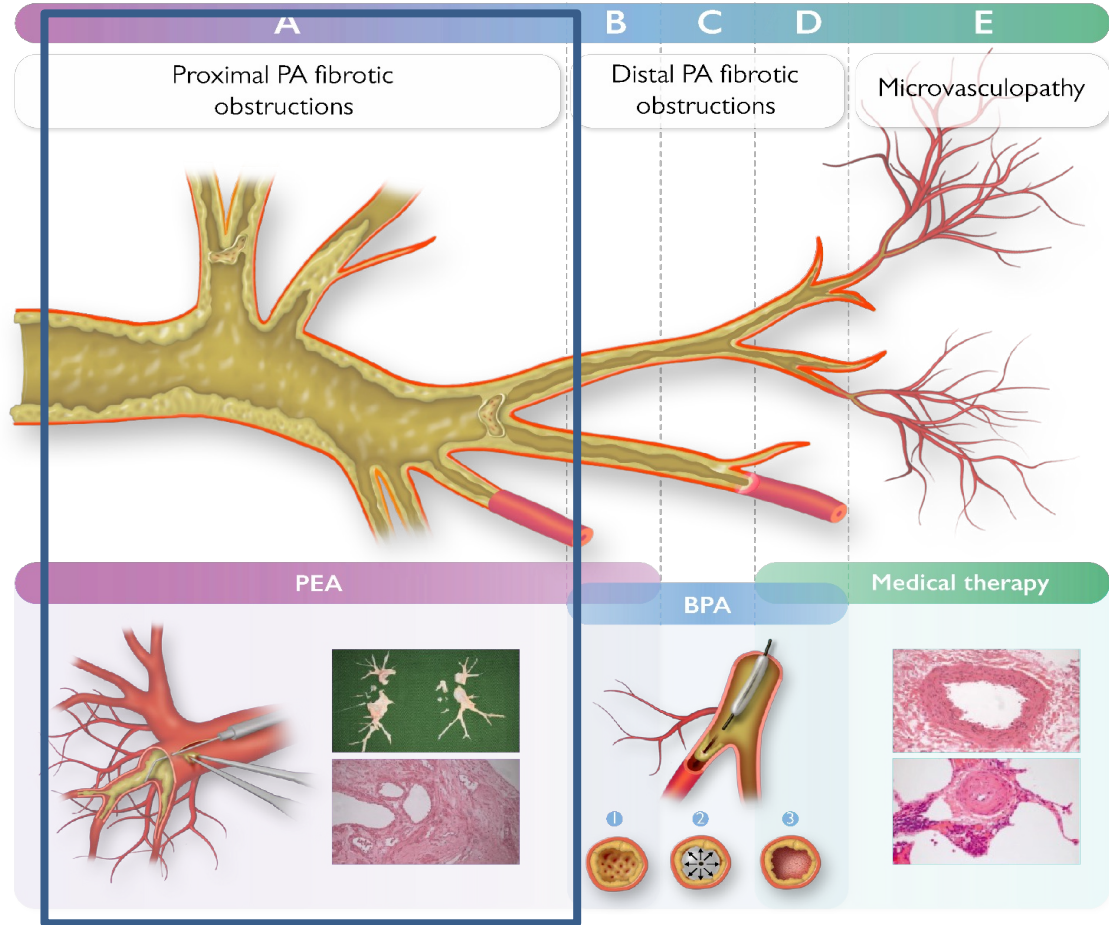 A
B
C
D
E
Proximal PA fibrotic
obstructions
Distal PA fibrotic
obstructions
Microvasculopathy
PEA
BPA
Medical therapy
1
2
3